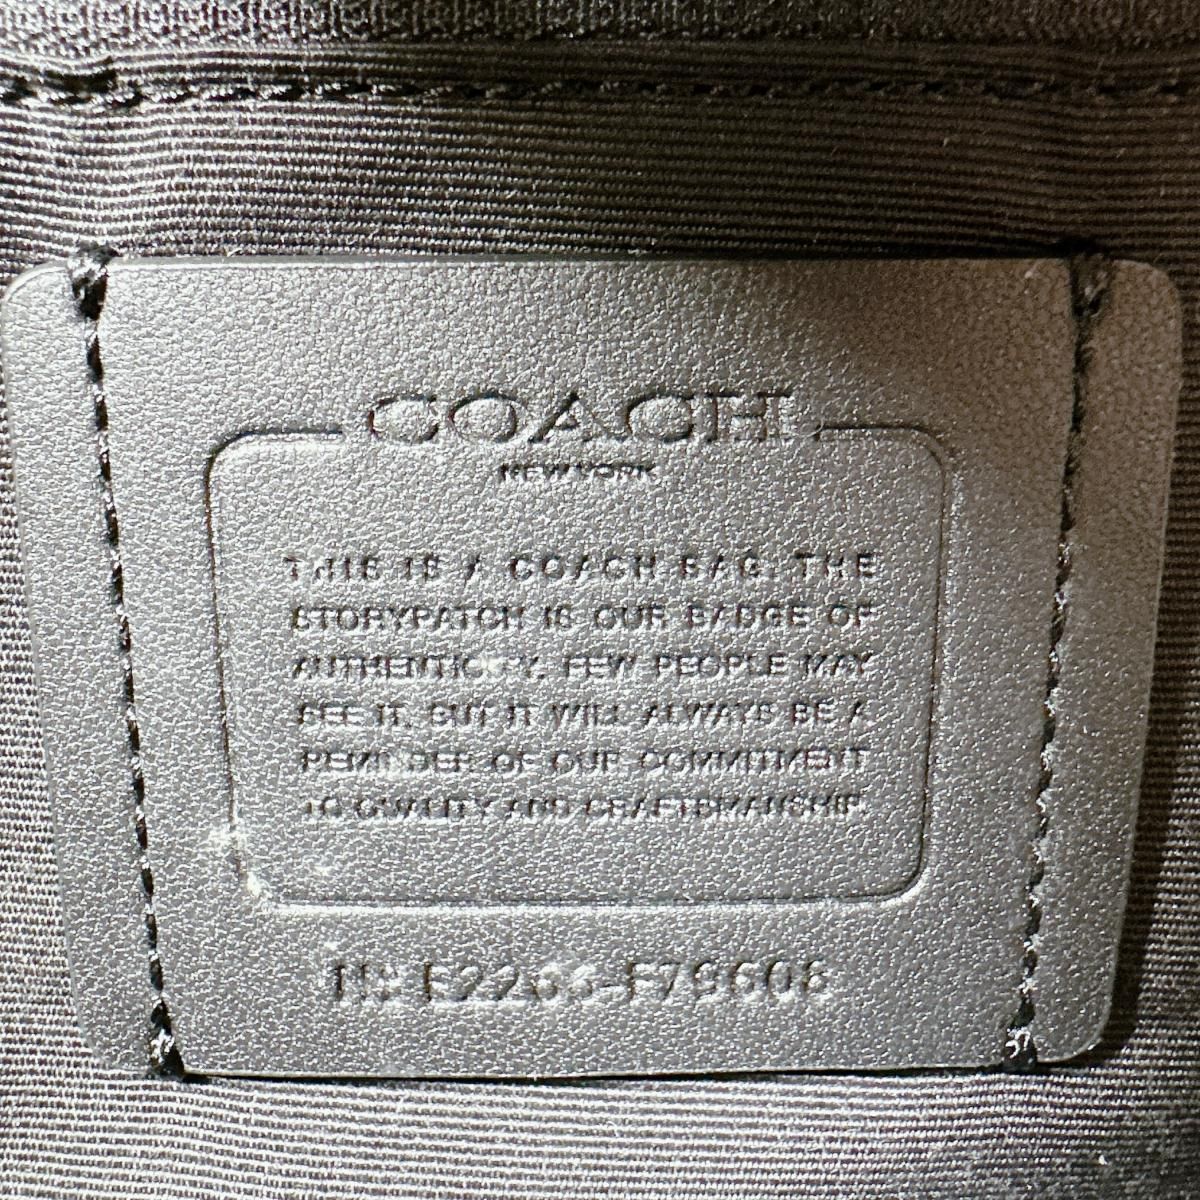 COACH
NEW YORK
THIS IS A COACH BAG. THE
STORYPATCH IS OUR BADGE OF
AUTHENTICITY. FEW PEOPLE MAY
SEE IT, BUT IT WILL ALWAYS BE A
REMINDER OF OUR COMMITMENT
TO QUALITY AND CRAFTSMANSHIP.
F79608